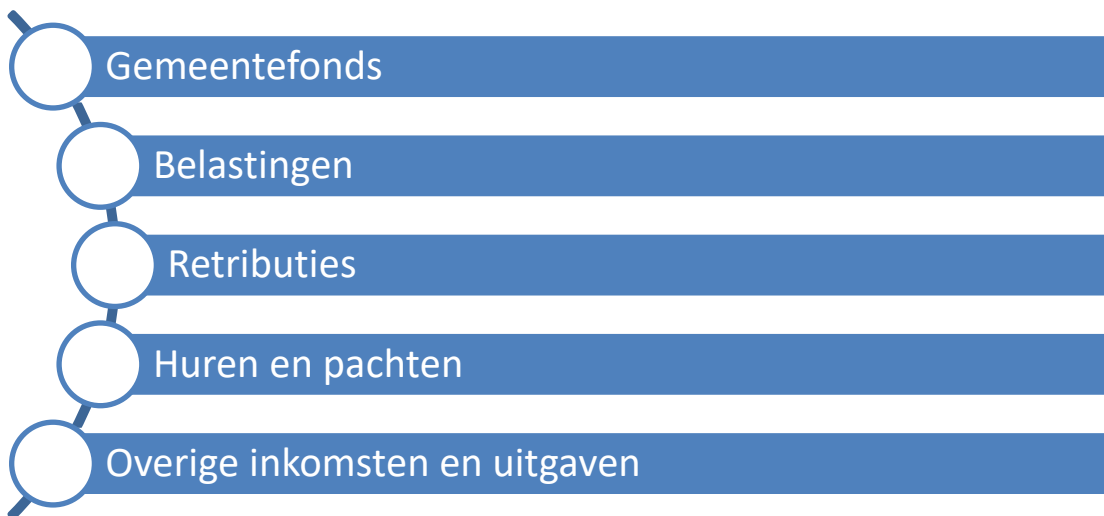 Gemeentefonds
Belastingen
Retributies
Huren en pachten
Overige inkomsten en uitgaven